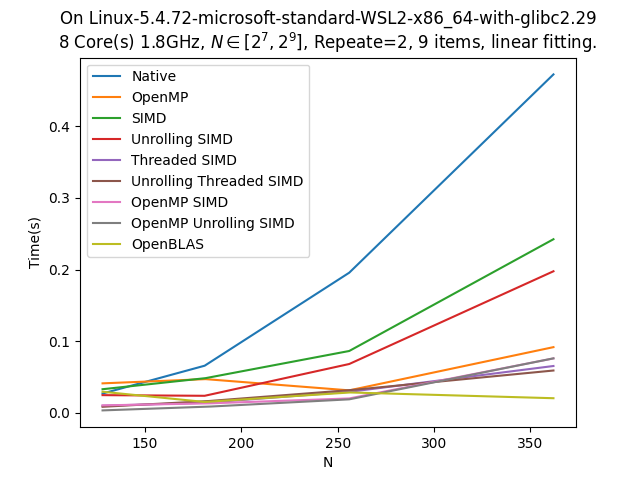 On Linux-5.4.72-microsoft-standard-WSL2-x86_64-with-glibc2.29
8 Core(s) 1.8GHz, N ∈ [2⁷, 2⁹], Repeate=2, 9 items, linear fitting.
Native
OpenMP
SIMD
Unrolling SIMD
Threaded SIMD
Unrolling Threaded SIMD
OpenMP SIMD
OpenMP Unrolling SIMD
OpenBLAS
Time(s)
0.4
0.3
0.2
0.1
0.0
150 200 250 300 350
N